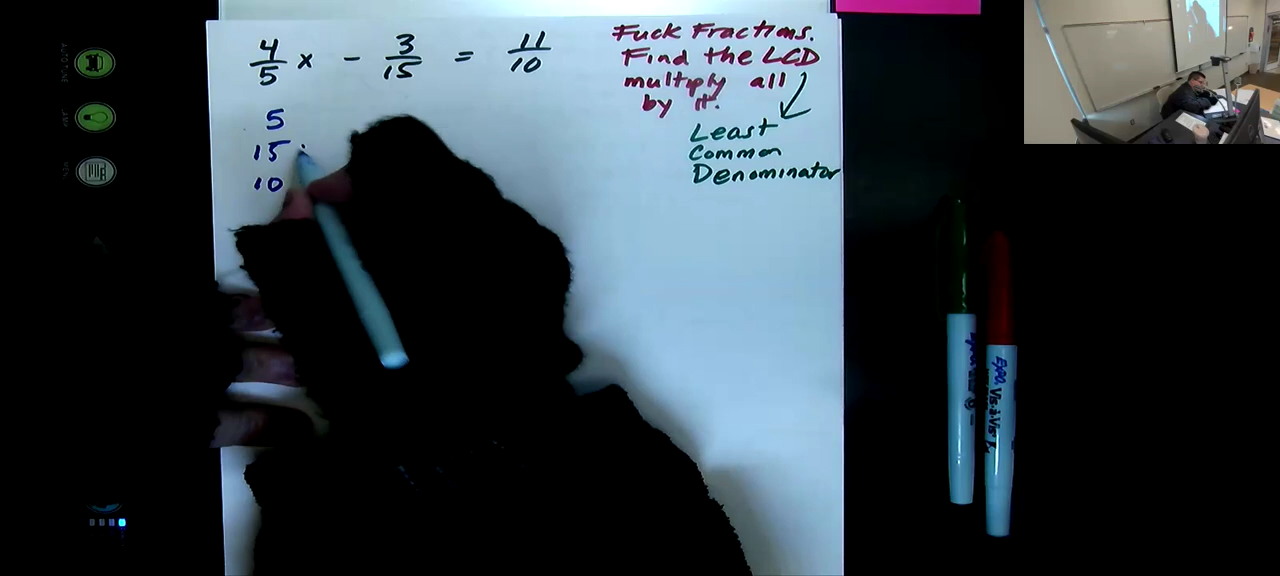 4/5 x - 3/15 = 11/10
5
15
10
Fuck Fractions.
Find the LCD
multiply all
by it.
Least
Common
Denominator